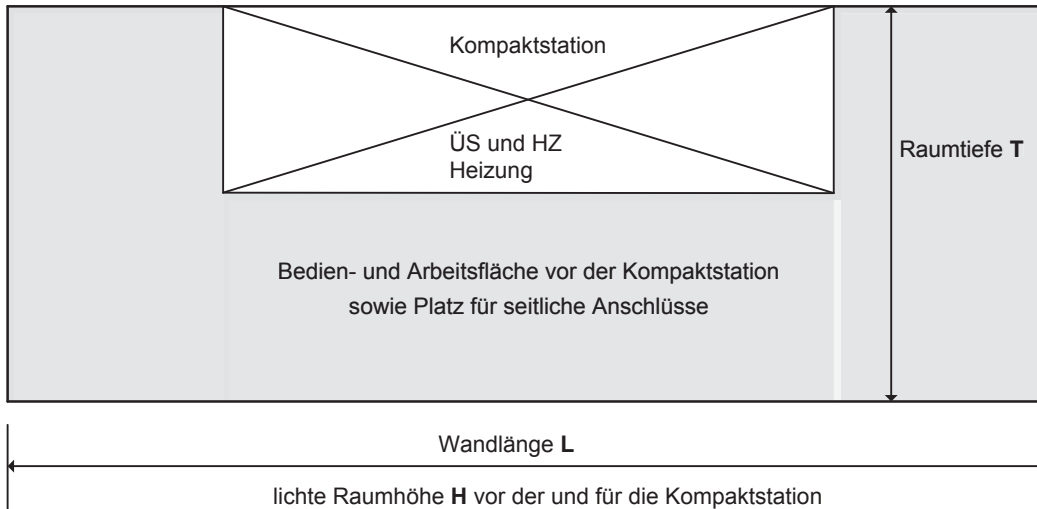 Kompaktstation
ÜS und HZ
Heizung
Raumtiefe T
Bedien- und Arbeitsfläche vor der Kompaktstation
sowie Platz für seitliche Anschlüsse
Wandlänge L
lichte Raumhöhe H vor der und für die Kompaktstation